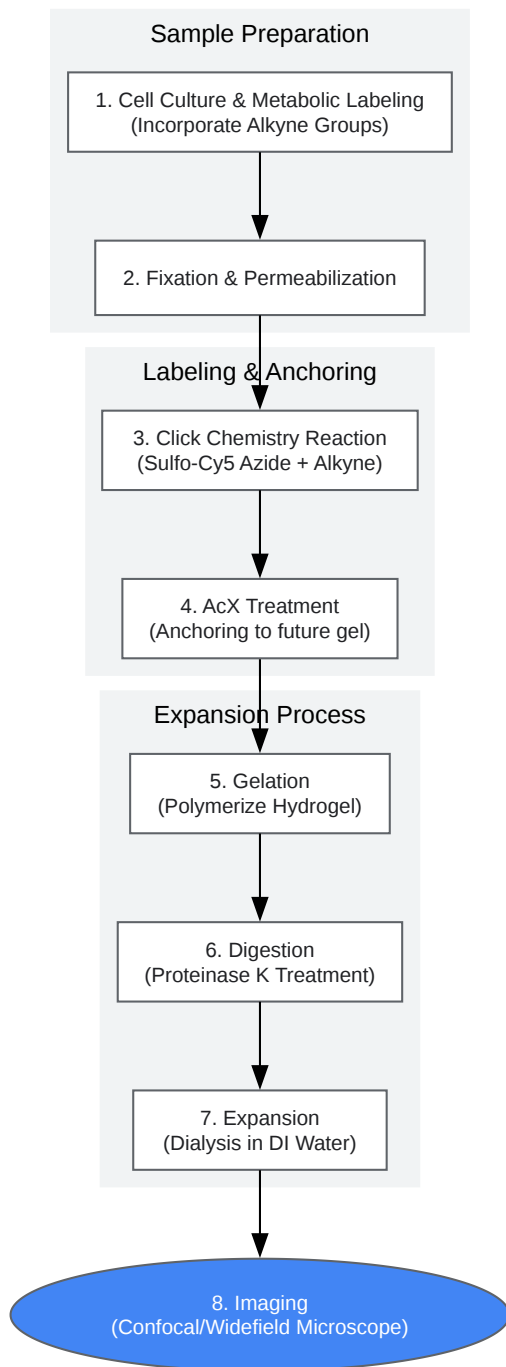 Sample Preparation
1. Cell Culture & Metabolic Labeling
(Incorporate Alkyne Groups)
2. Fixation & Permeabilization
Labeling & Anchoring
3. Click Chemistry Reaction
(Sulfo-Cy5 Azide + Alkyne)
4. AcX Treatment
(Anchoring to future gel)
Expansion Process
5. Gelation
(Polymerize Hydrogel)
6. Digestion
(Proteinase K Treatment)
7. Expansion
(Dialysis in DI Water)
8. Imaging
(Confocal/Widefield Microscope)